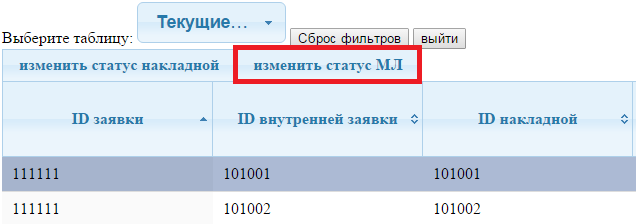 Выберите таблицу: Текущие... Сброс фильтров выйти
изменить статус накладной изменить статус МЛ
ID заявки ID внутренней заявки ID накладной
111111 101001 101001
111111 101002 101002